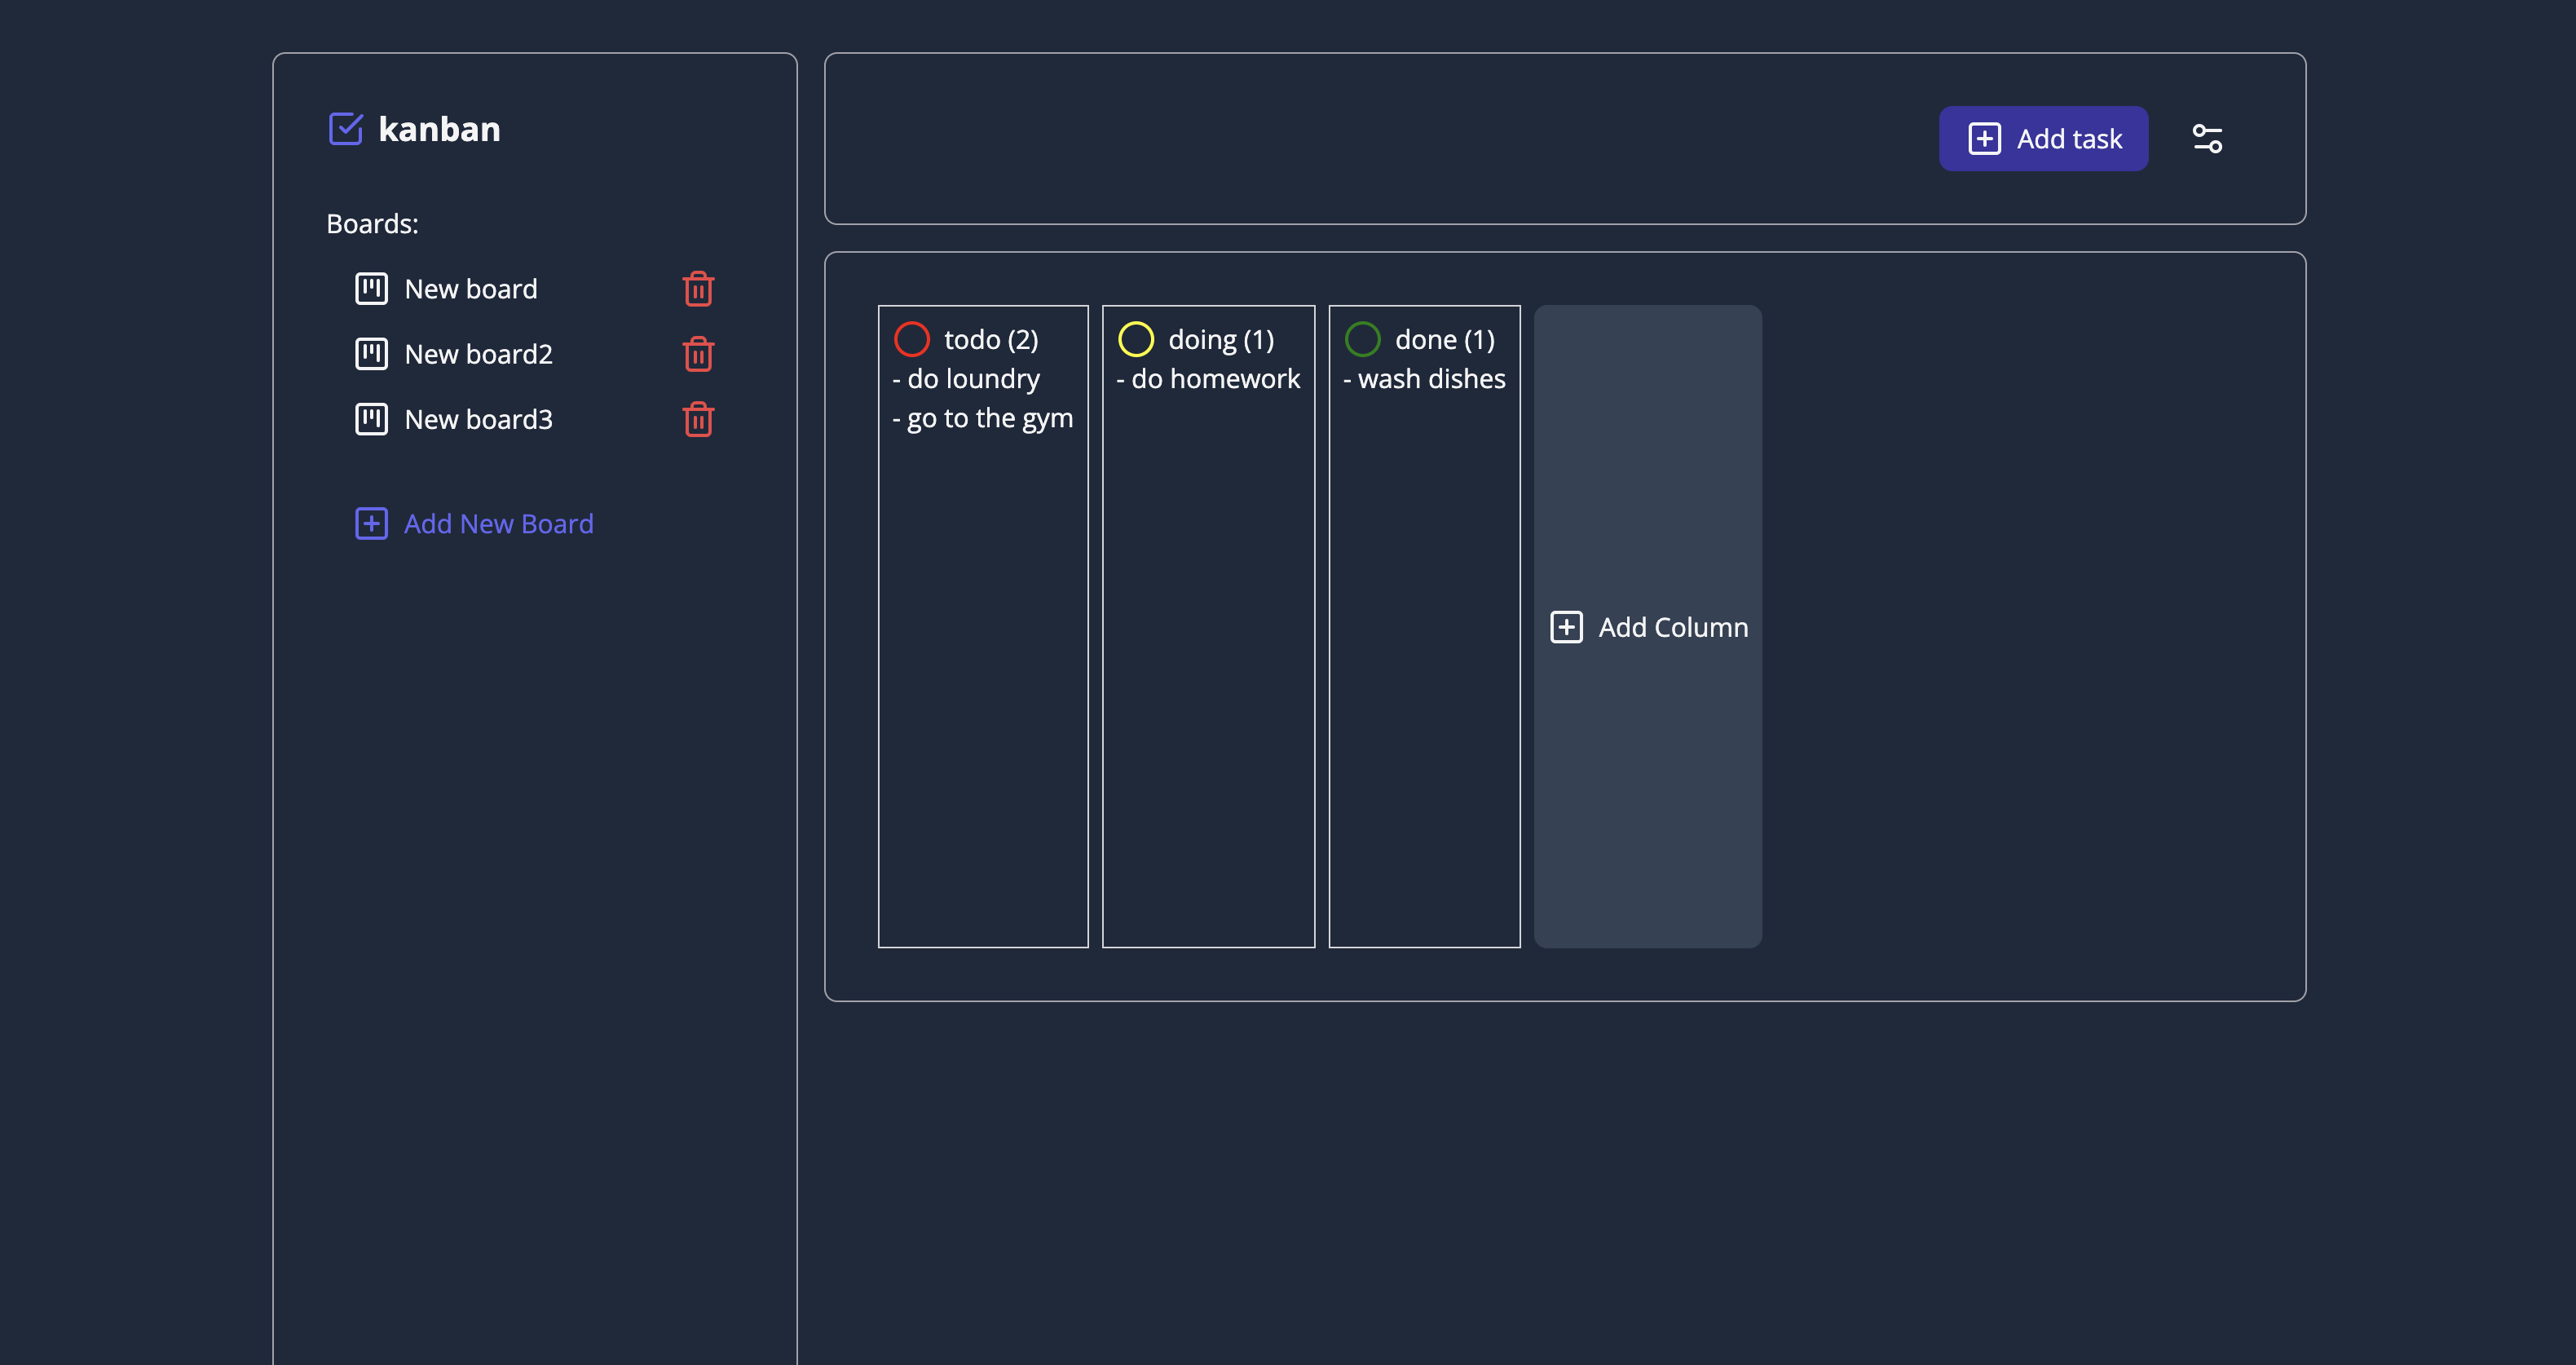 kanban
Boards:
New board
New board2
New board3
Add New Board
Add task
todo (2)
- do loundry
- go to the gym
doing (1)
- do homework
done (1)
- wash dishes
Add Column